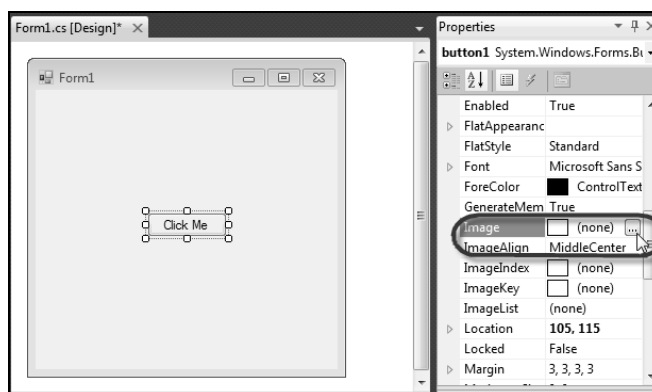 Form1.cs [Design]*
Form1
Click Me
Properties
button1 System.Windows.Forms.Bu
Enabled True
FlatAppearanc
FlatStyle Standard
Font Microsoft Sans S
ForeColor ControlText
GenerateMem True
Image (none) ...
ImageAlign MiddleCenter
ImageIndex (none)
ImageKey (none)
ImageList (none)
Location 105, 115
Locked False
Margin 3, 3, 3, 3